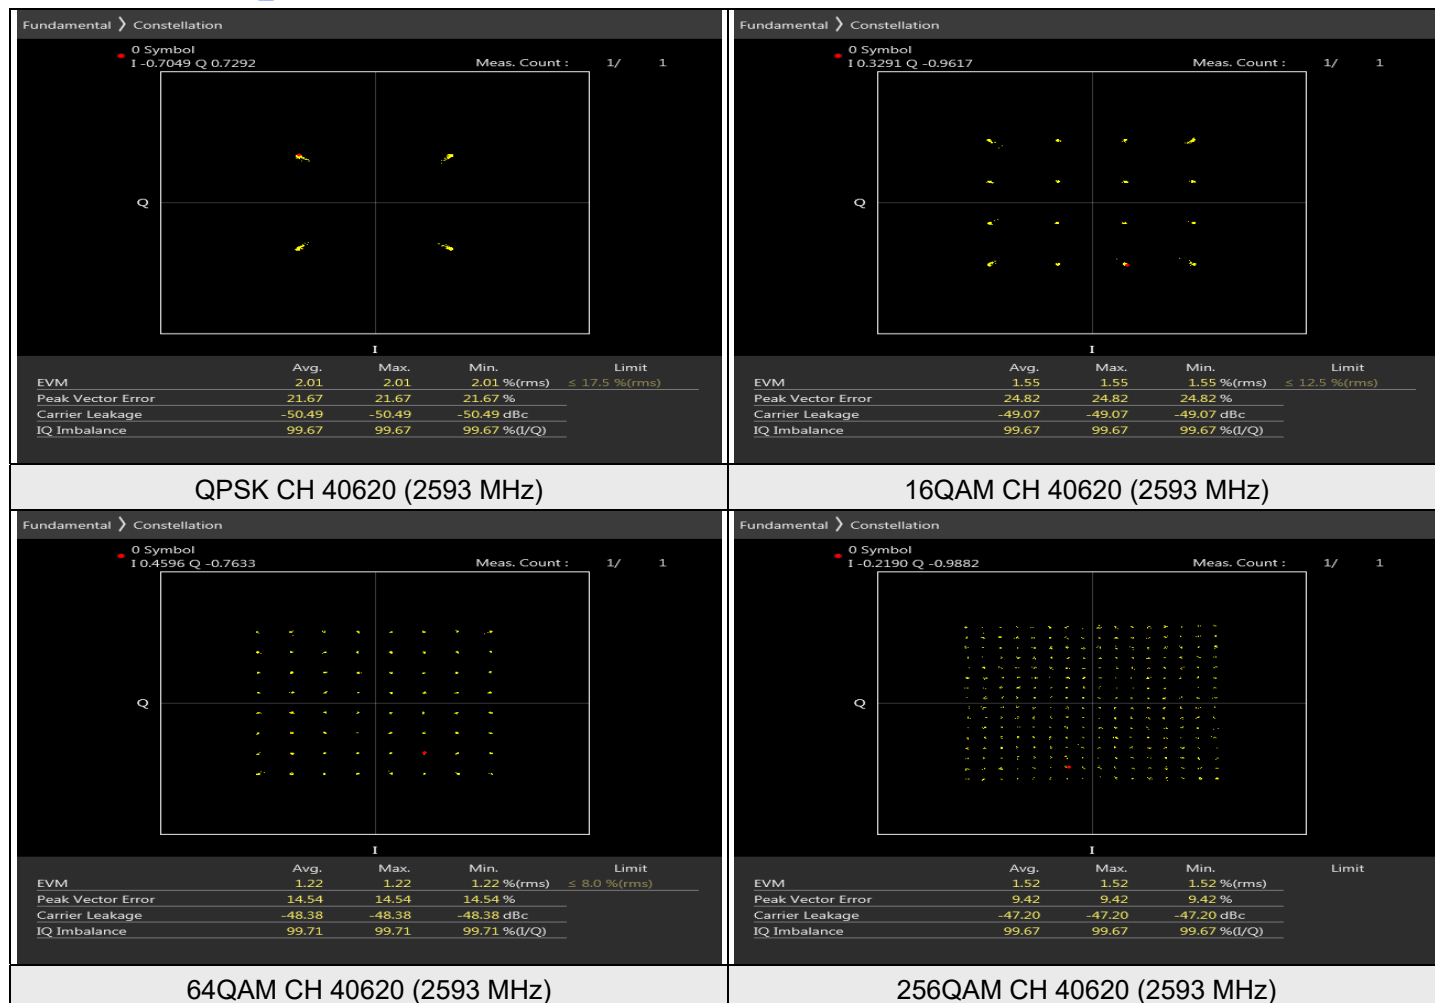 Fundamental ❯ Constellation
0 Symbol
I -0.7049 Q 0.7292 Meas. Count : 1/ 1
Q
I
Avg. Max. Min. Limit
EVM 2.01 2.01 2.01 %(rms) ≤ 17.5 %(rms)
Peak Vector Error 21.67 21.67 21.67 %
Carrier Leakage -50.49 -50.49 -50.49 dBc
IQ Imbalance 99.67 99.67 99.67 %(I/Q)
QPSK CH 40620 (2593 MHz)
Fundamental ❯ Constellation
0 Symbol
I 0.3291 Q -0.9617 Meas. Count : 1/ 1
Q
I
Avg. Max. Min. Limit
EVM 1.55 1.55 1.55 %(rms) ≤ 12.5 %(rms)
Peak Vector Error 24.82 24.82 24.82 %
Carrier Leakage -49.07 -49.07 -49.07 dBc
IQ Imbalance 99.67 99.67 99.67 %(I/Q)
16QAM CH 40620 (2593 MHz)
Fundamental ❯ Constellation
0 Symbol
I 0.4596 Q -0.7633 Meas. Count : 1/ 1
Q
I
Avg. Max. Min. Limit
EVM 1.22 1.22 1.22 %(rms) ≤ 8.0 %(rms)
Peak Vector Error 14.54 14.54 14.54 %
Carrier Leakage -48.38 -48.38 -48.38 dBc
IQ Imbalance 99.71 99.71 99.71 %(I/Q)
64QAM CH 40620 (2593 MHz)
Fundamental ❯ Constellation
0 Symbol
I -0.2190 Q -0.9882 Meas. Count : 1/ 1
Q
I
Avg. Max. Min. Limit
EVM 1.52 1.52 1.52 %(rms)
Peak Vector Error 9.42 9.42 9.42 %
Carrier Leakage -47.20 -47.20 -47.20 dBc
IQ Imbalance 99.67 99.67 99.67 %(I/Q)
256QAM CH 40620 (2593 MHz)